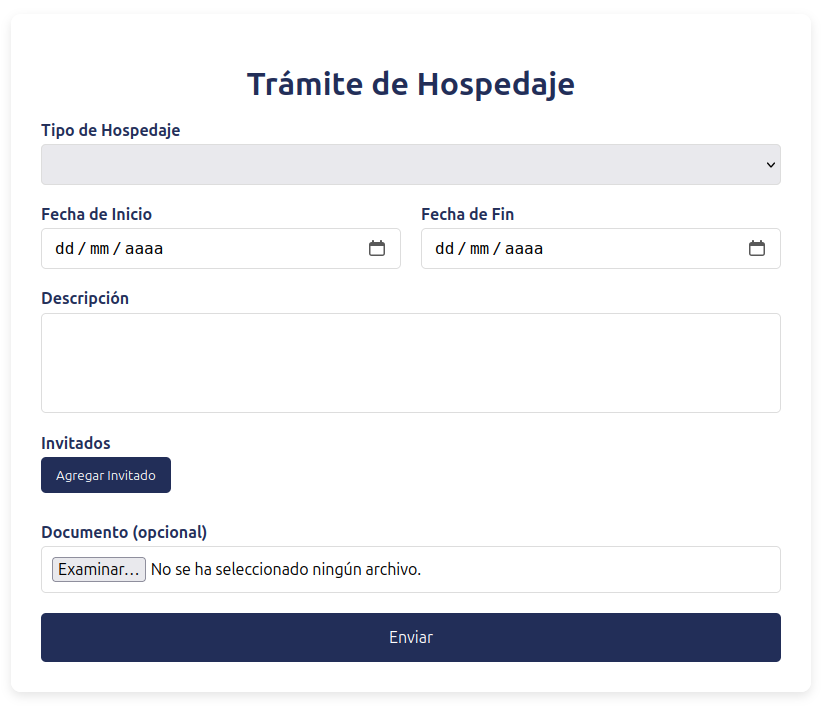 Trámite de Hospedaje
Tipo de Hospedaje
Fecha de Inicio
Fecha de Fin
dd/mm/aaaa
dd/mm/aaaa
Descripción
Invitados
Agregar Invitado
Documento (opcional)
Examinar... No se ha seleccionado ningún archivo.
Enviar